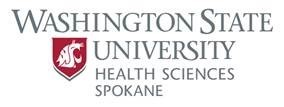 WASHINGTON STATE
UNIVERSITY
HEALTH SCIENCES
SPOKANE